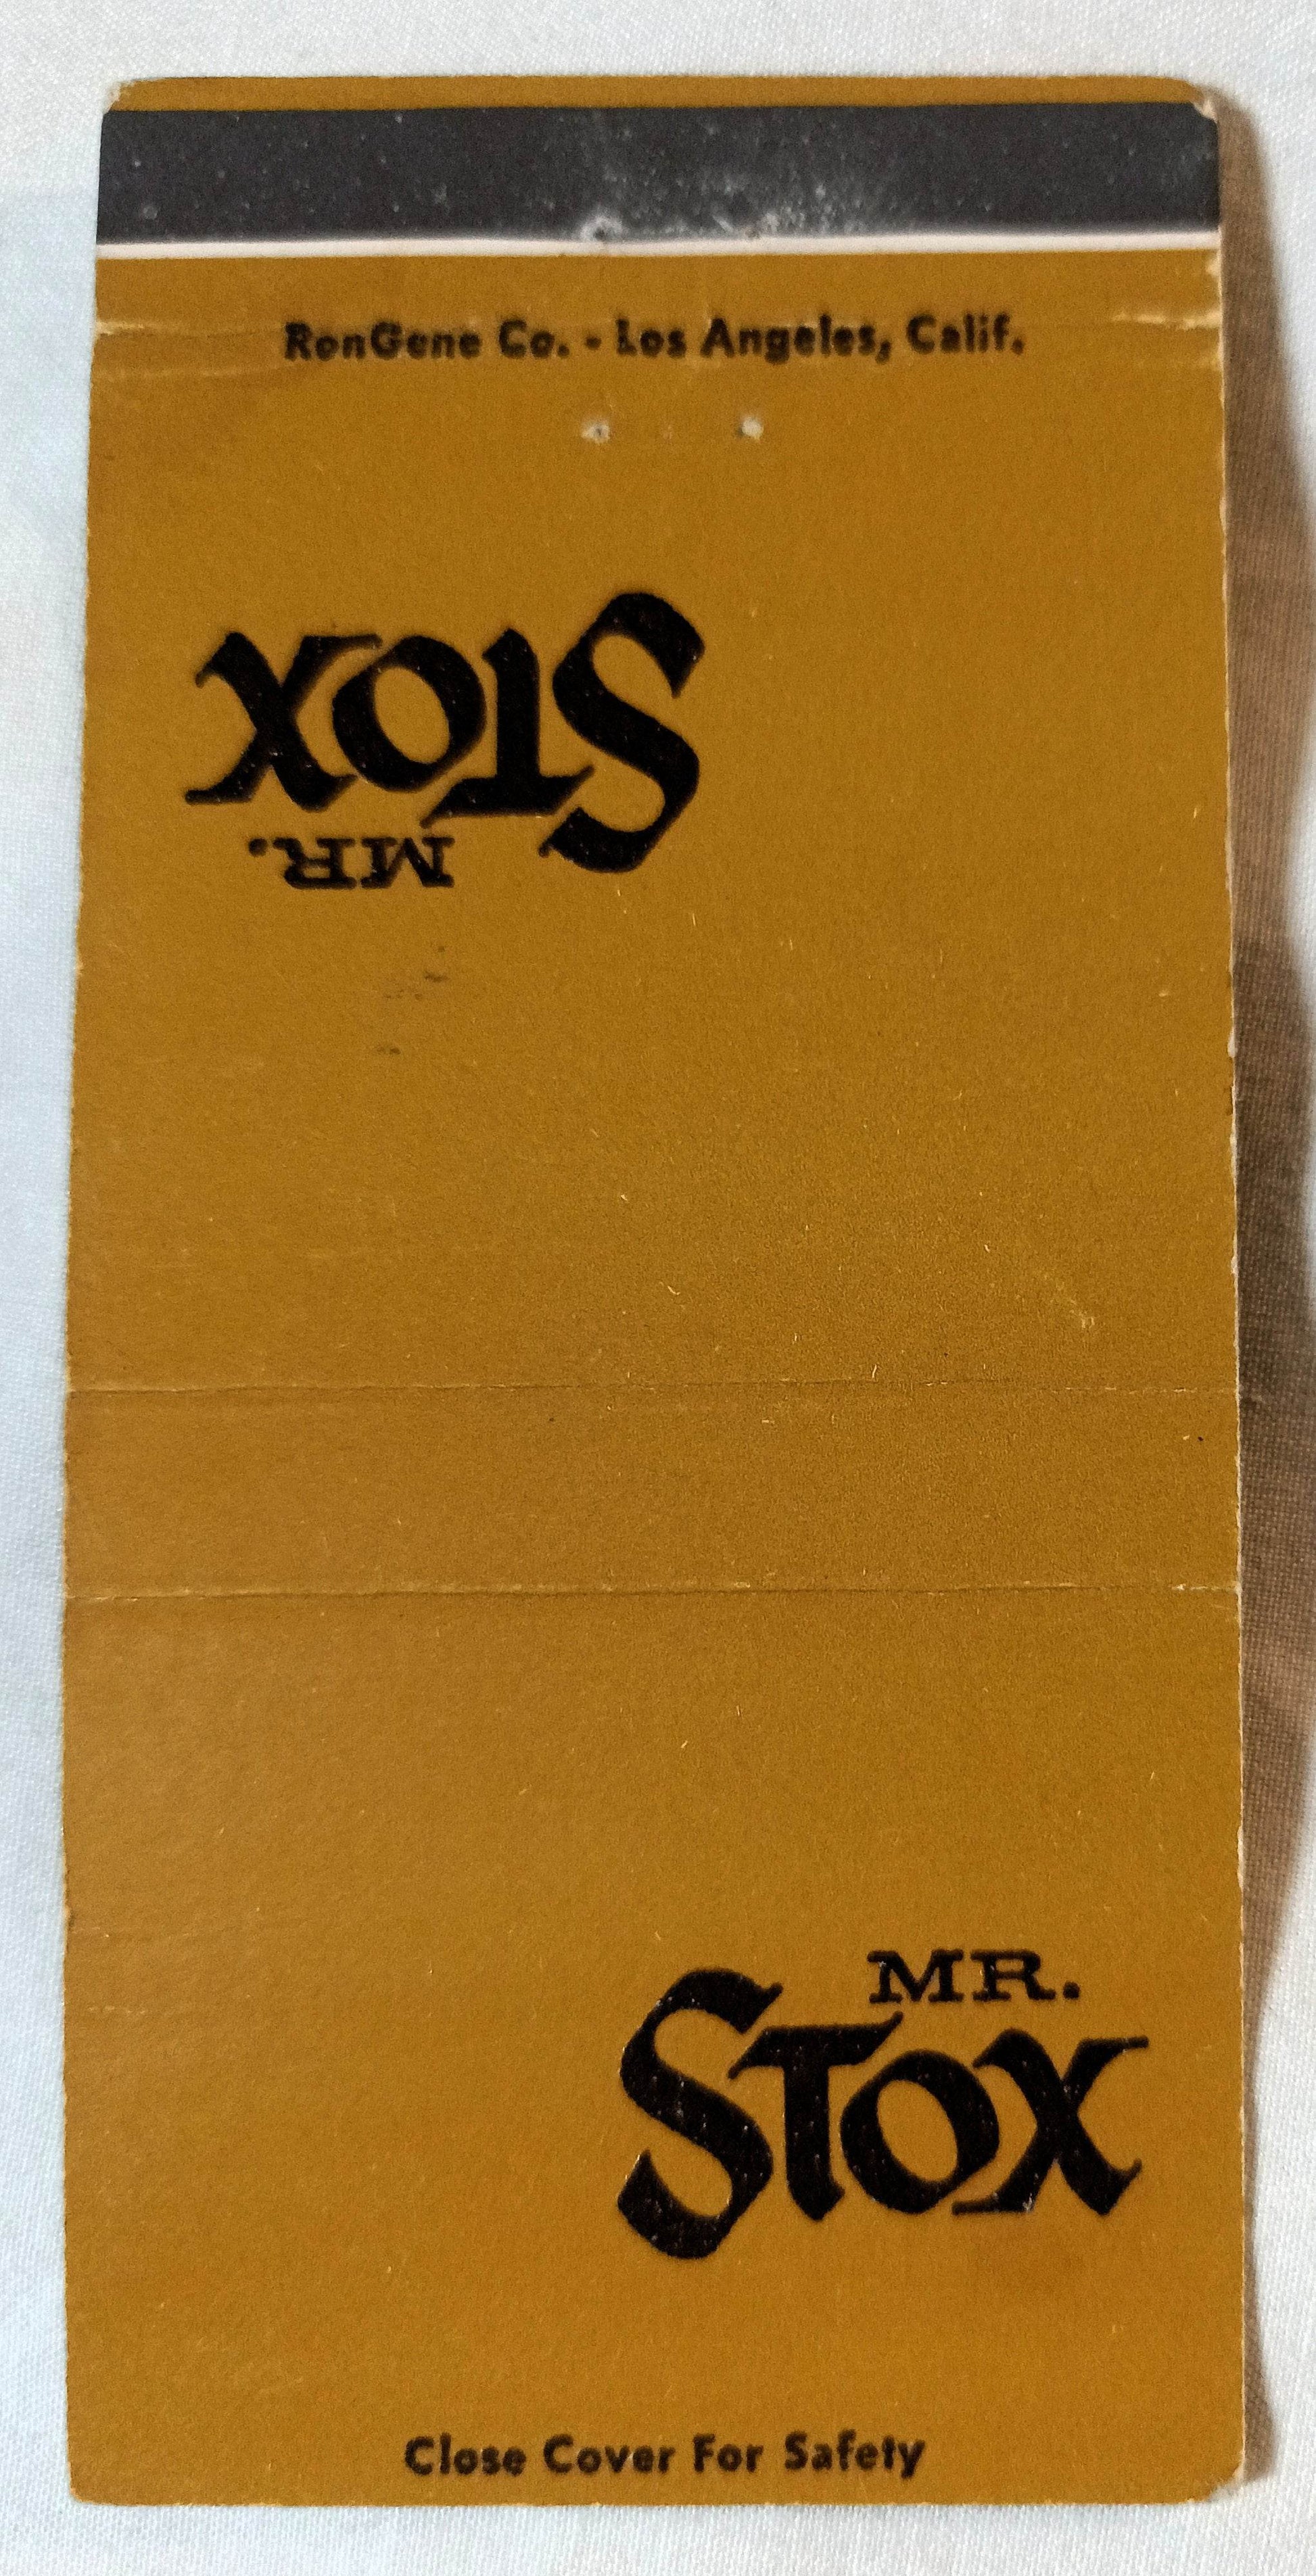 RonGene Co. - Los Angeles, Calif.
MR.
STOX
MR.
STOX
Close Cover For Safety